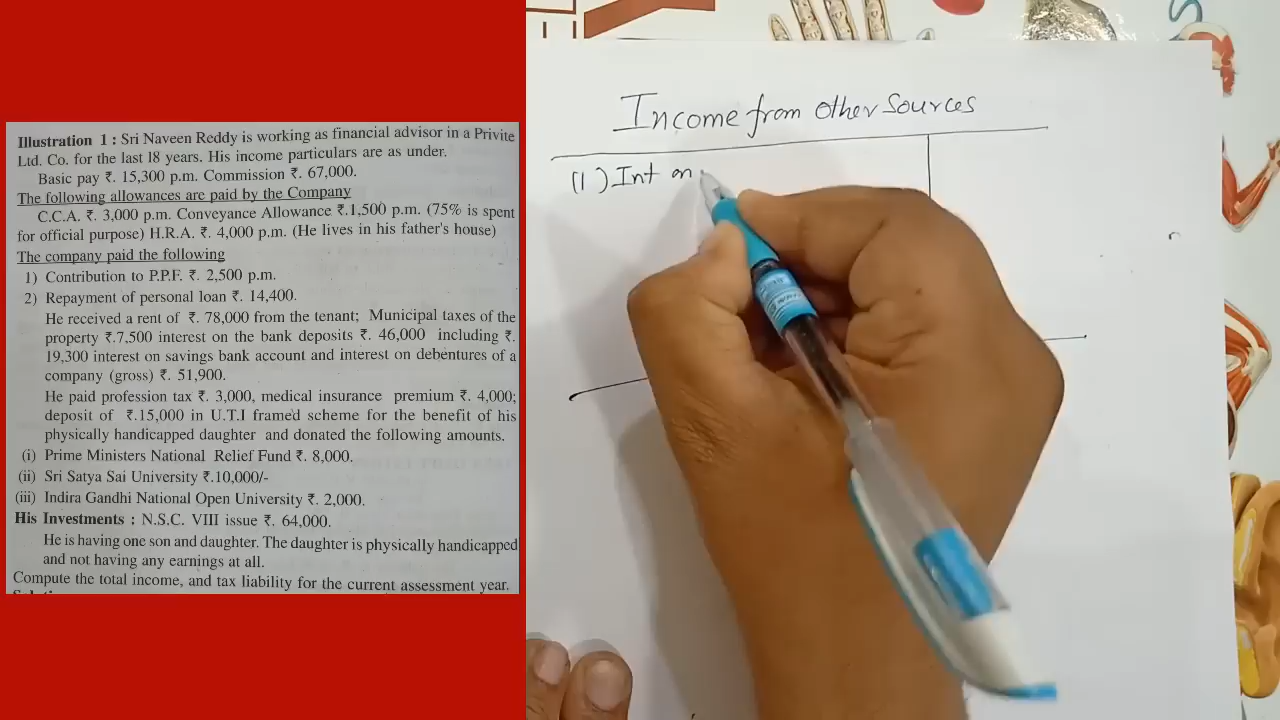 Illustration 1 : Sri Naveen Reddy is working as financial advisor in a Privite
Ltd. Co. for the last 18 years. His income particulars are as under.
Basic pay ₹. 15,300 p.m. Commission ₹. 67,000.
The following allowances are paid by the Company
C.C.A. ₹. 3,000 p.m. Conveyance Allowance ₹.1,500 p.m. (75% is spent
for official purpose) H.R.A. ₹. 4,000 p.m. (He lives in his father's house)
The company paid the following
1) Contribution to P.P.F. ₹. 2,500 p.m.
2) Repayment of personal loan ₹. 14,400.
He received a rent of ₹. 78,000 from the tenant; Municipal taxes of the
property ₹.7,500 interest on the bank deposits ₹. 46,000 including ₹.
19,300 interest on savings bank account and interest on debentures of a
company (gross) ₹. 51,900.
He paid profession tax ₹. 3,000, medical insurance premium ₹. 4,000;
deposit of ₹.15,000 in U.T.I framed scheme for the benefit of his
physically handicapped daughter and donated the following amounts.
(i) Prime Ministers National Relief Fund ₹. 8,000.
(ii) Sri Satya Sai University ₹.10,000/-
(iii) Indira Gandhi National Open University ₹. 2,000.
His Investments : N.S.C. VIII issue ₹. 64,000.
He is having one son and daughter. The daughter is physically handicapped
and not having any earnings at all.
Compute the total income, and tax liability for the current assessment year.
Income from Other Sources
(1) Int on